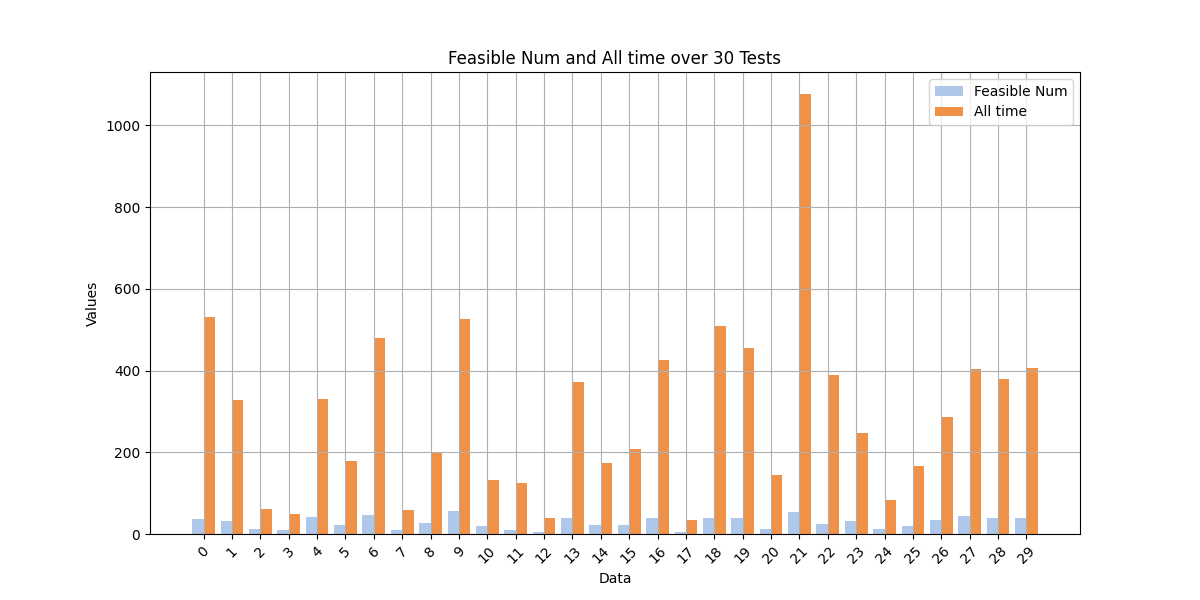 Feasible Num and All time over 30 Tests
Feasible Num
All time
Values
1000
800
600
400
200
0
0 1 2 3 4 5 6 7 8 9 10 11 12 13 14 15 16 17 18 19 20 21 22 23 24 25 26 27 28 29
Data